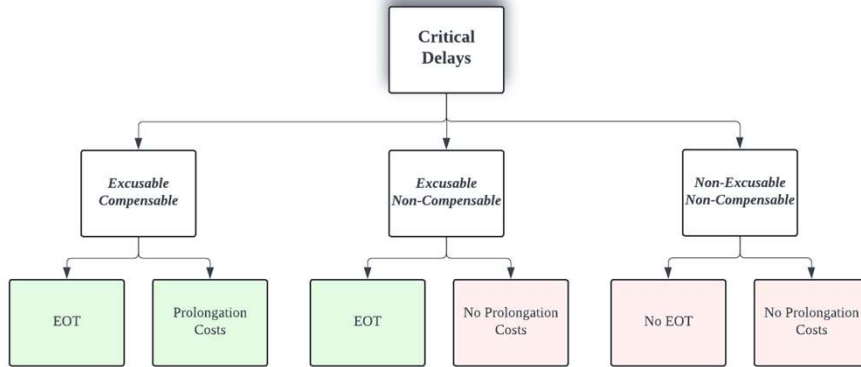 Critical
Delays
Excusable
Compensable
Excusable
Non-Compensable
Non-Excusable
Non-Compensable
EOT
Prolongation
Costs
EOT
No Prolongation
Costs
No EOT
No Prolongation
Costs